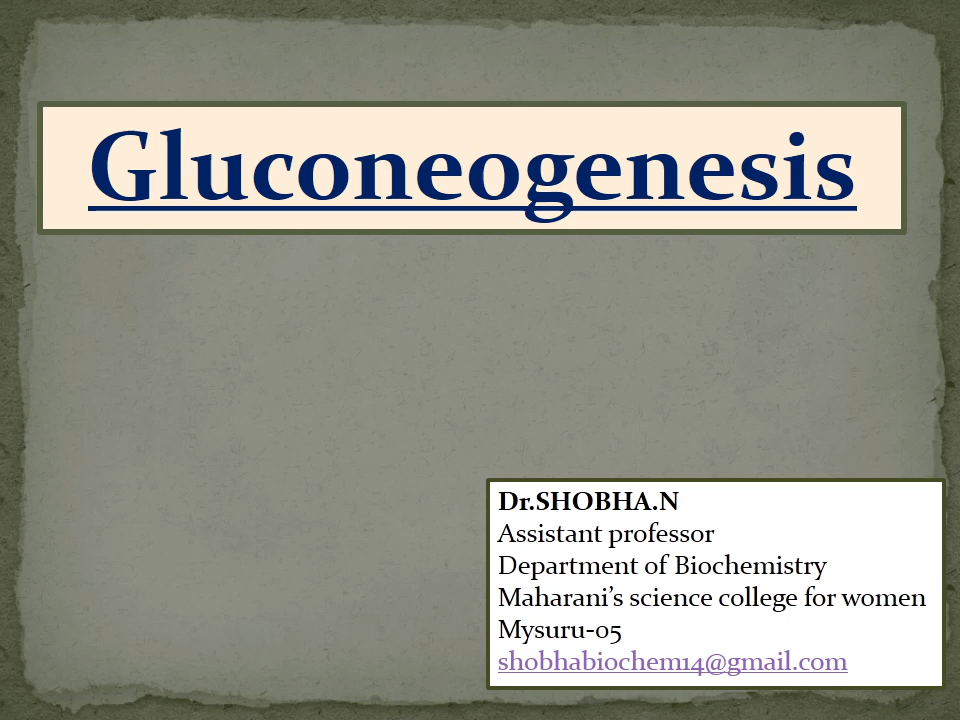 Gluconeogenesis
Dr.SHOBHA.N
Assistant professor
Department of Biochemistry
Maharani’s science college for women
Mysuru-05
shobhabiochem14@gmail.com